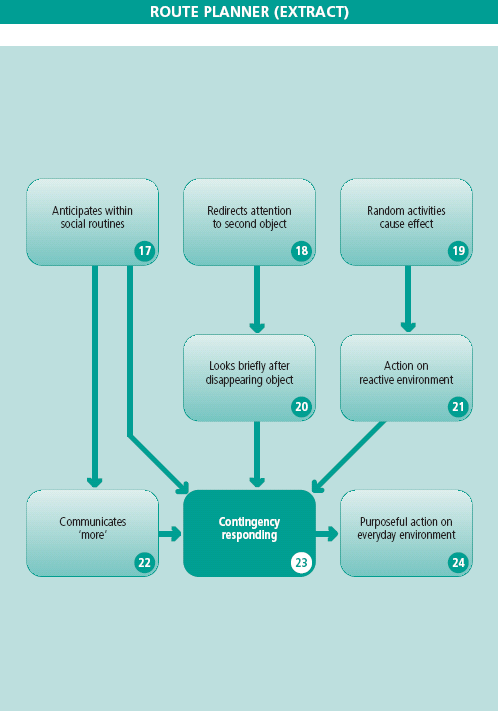 ROUTE PLANNER (EXTRACT)
Anticipates within
social routines
17
Redirects attention
to second object
18
Random activities
cause effect
19
Looks briefly after
disappearing object
20
Action on
reactive environment
21
Communicates
‘more’
22
Contingency
responding
23
Purposeful action on
everyday environment
24